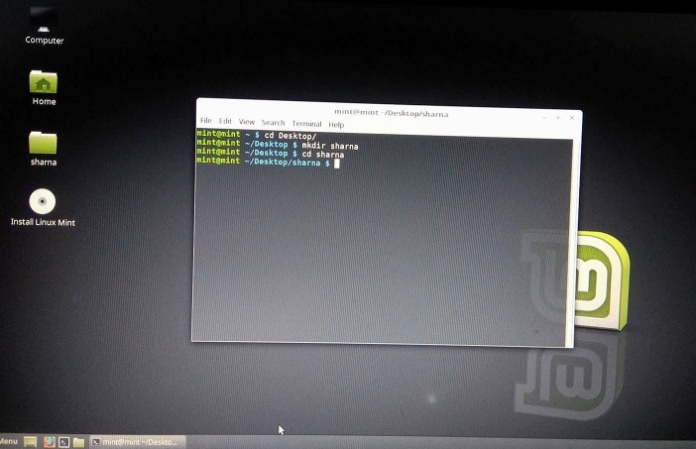 Computer
Home
sharna
Install Linux Mint
mint@mint ~/Desktop/sharna
File Edit View Search Terminal Help
mint@mint ~ $ cd Desktop/
mint@mint ~/Desktop $ mkdir sharna
mint@mint ~/Desktop $ cd sharna
mint@mint ~/Desktop/sharna $
Menu
mint@mint ~/Deskto...